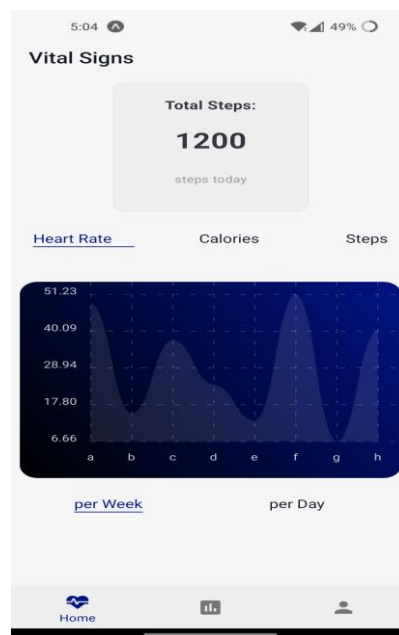 5:04 49%
Vital Signs
Total Steps:
1200
steps today
Heart Rate Calories Steps
51.23
40.09
28.94
17.80
6.66
a b c d e f g h
per Week per Day
Home